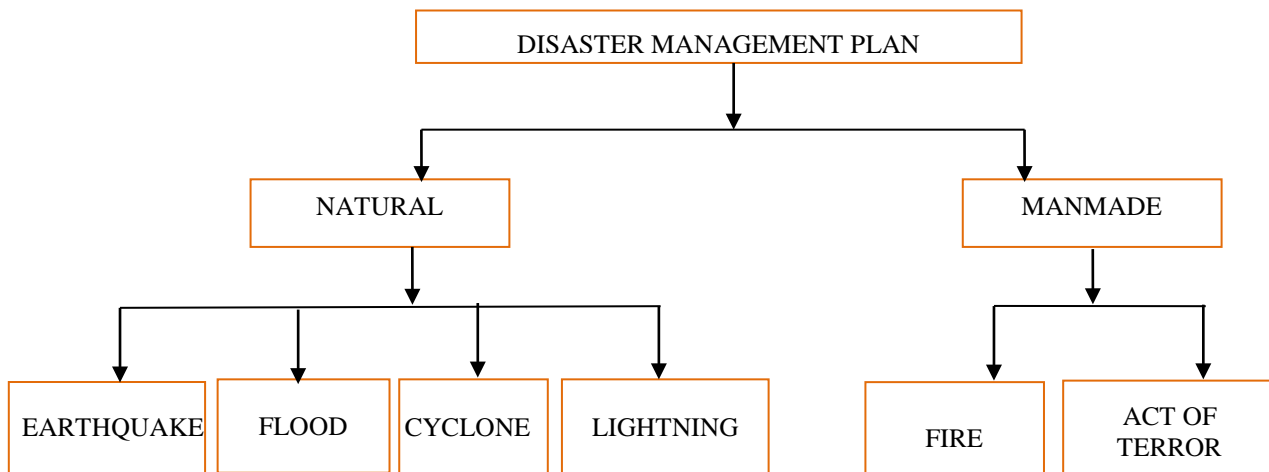 DISASTER MANAGEMENT PLAN
NATURAL
MANMADE
EARTHQUAKE
FLOOD
CYCLONE
LIGHTNING
FIRE
ACT OF
TERROR